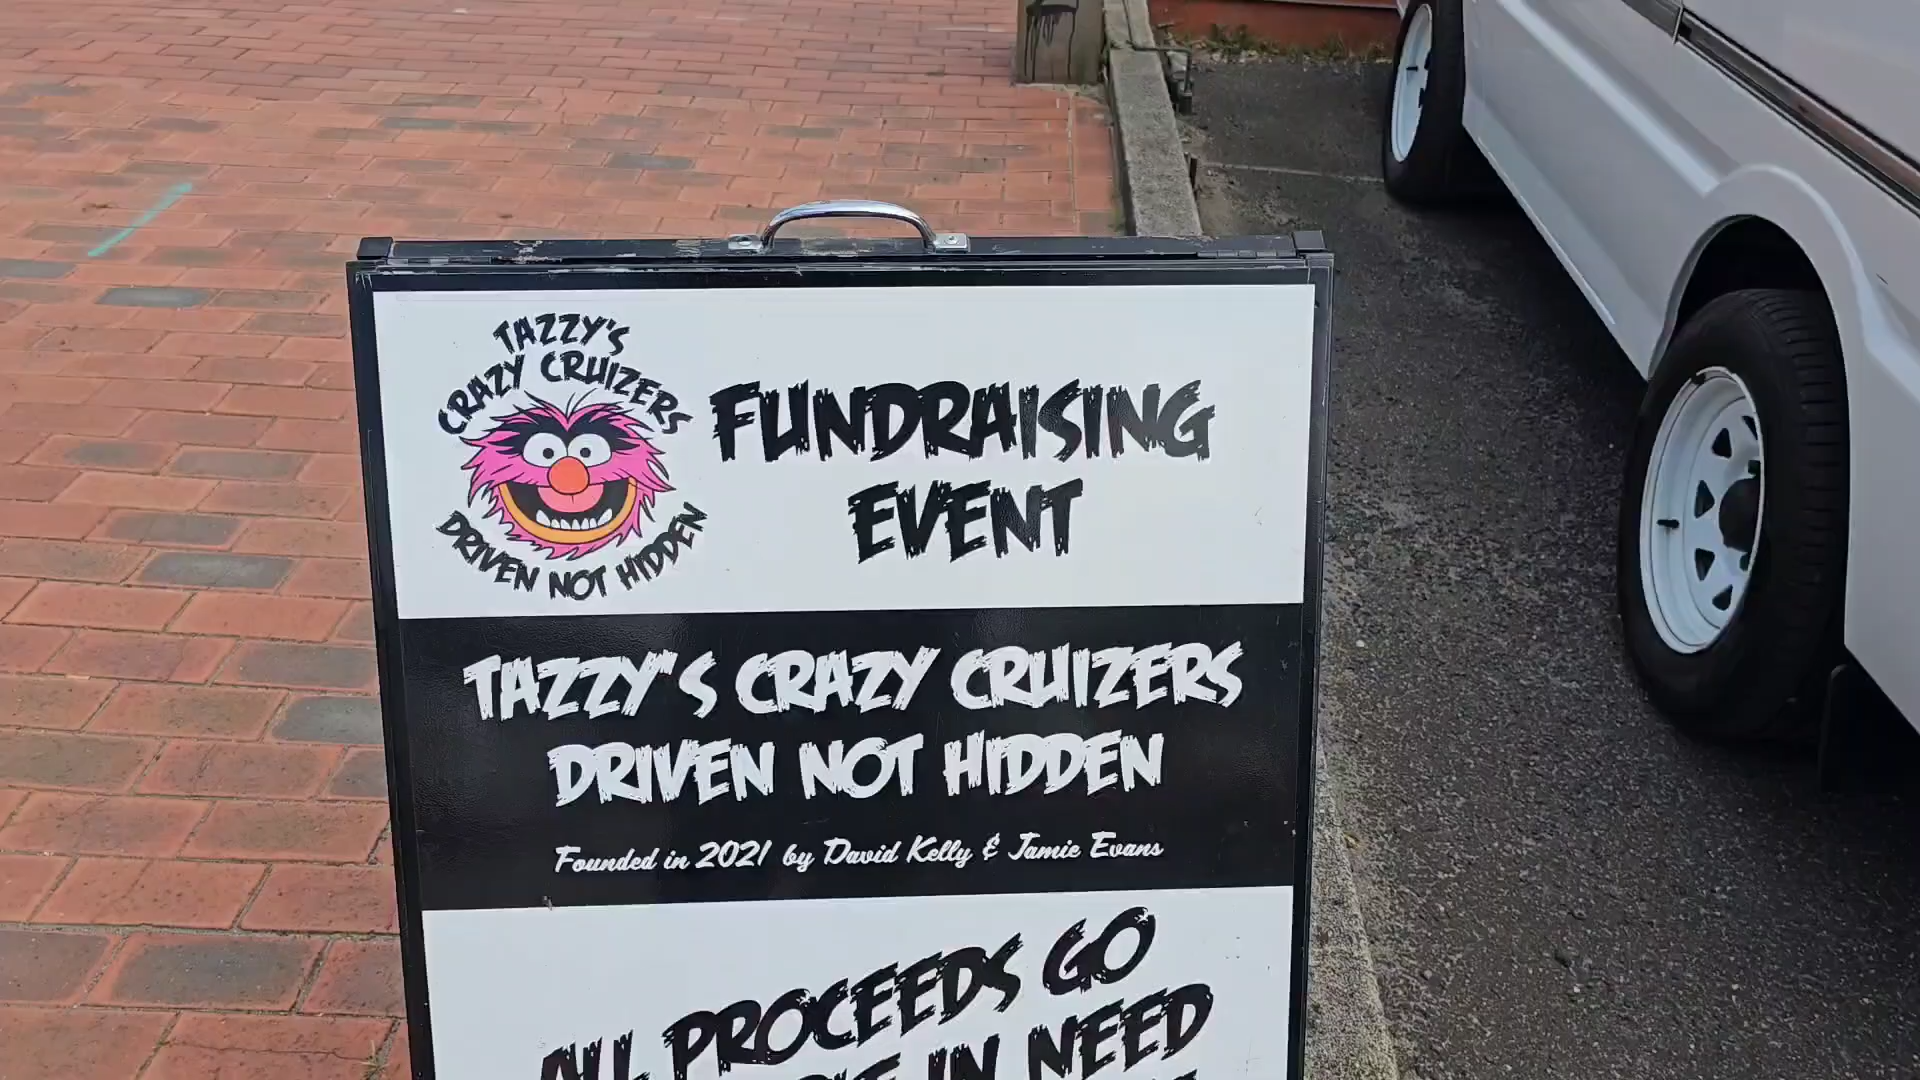 TAZZY'S
CRAZY CRUIZERS
DRIVEN NOT HIDDEN
FUNDRAISING
EVENT
TAZZY'S CRAZY CRUIZERS
DRIVEN NOT HIDDEN
Founded in 2021 by David Kelly & Jamie Evans
ALL PROCEEDS GO
IN NEED